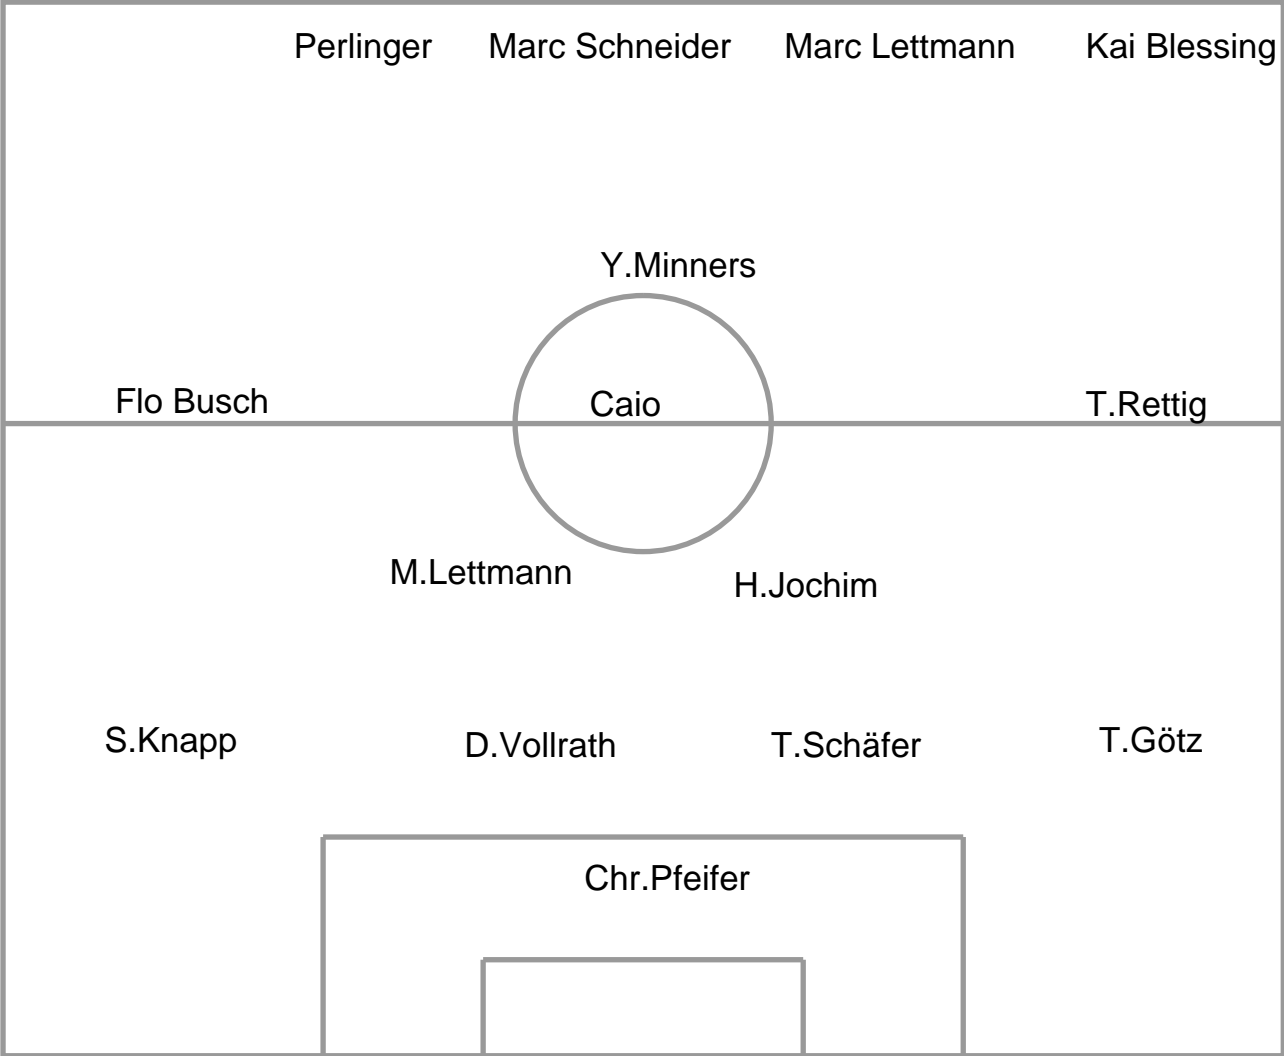 Perlinger Marc Schneider Marc Lettmann Kai Blessing
Y.Minners
Flo Busch Caio T.Rettig
M.Lettmann H.Jochim
S.Knapp D.Vollrath T.Schäfer T.Götz
Chr.Pfeifer